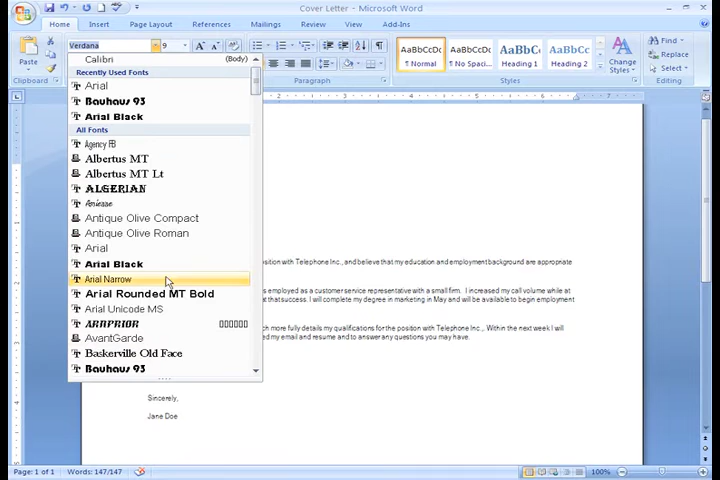 Cover Letter - Microsoft Word
Home Insert Page Layout References Mailings Review View Add-Ins
Verdana 9
Paste
Clipboard
Paragraph
AaBbCcDc AaBbCcDc AaBbC AaBbCc
¶ Normal ¶ No Spaci... Heading 1 Heading 2
Change Styles
Styles
Find
Replace
Select
Editing
Calibri (Body)
Recently Used Fonts
Arial
Bauhaus 93
Arial Black
All Fonts
Agency FB
Albertus MT
Albertus MT Lt
ALGERIAN
Antique Olive Compact
Antique Olive Roman
Arial
Arial Black
Arial Narrow
Arial Rounded MT Bold
Arial Unicode MS
ARRPRIOR
AvantGarde
Baskerville Old Face
Bauhaus 93
osition with Telephone Inc., and believe that my education and employment background are appropriate
s employed as a customer service representative with a small firm. I increased my call volume while at
t that success. I will complete my degree in marketing in May and will be available to begin employment
ch more fully details my qualifications for the position with Telephone Inc.,. Within the next week I will
ed my email and resume and to answer any questions you may have.
Sincerely,
Jane Doe
Page: 1 of 1 Words: 147/147 100%